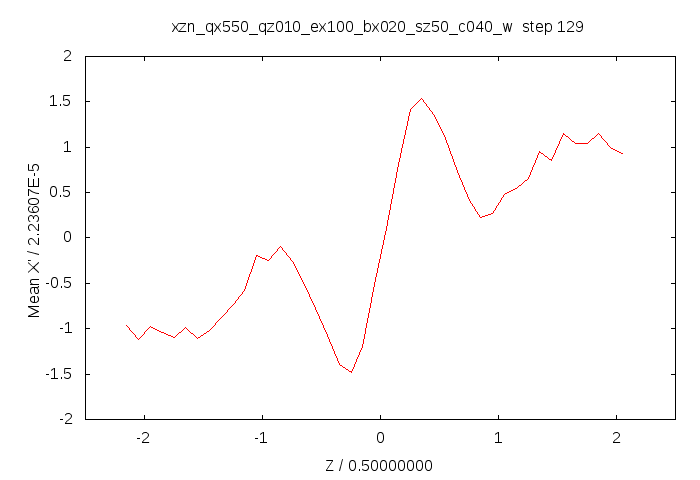 xzn_qx550_qz010_ex100_bx020_sz50_c040_w step 129
2
1.5
1
0.5
0
-0.5
-1
-1.5
-2
Mean X' / 2.23607E-5
-2 -1 0 1 2
Z / 0.50000000